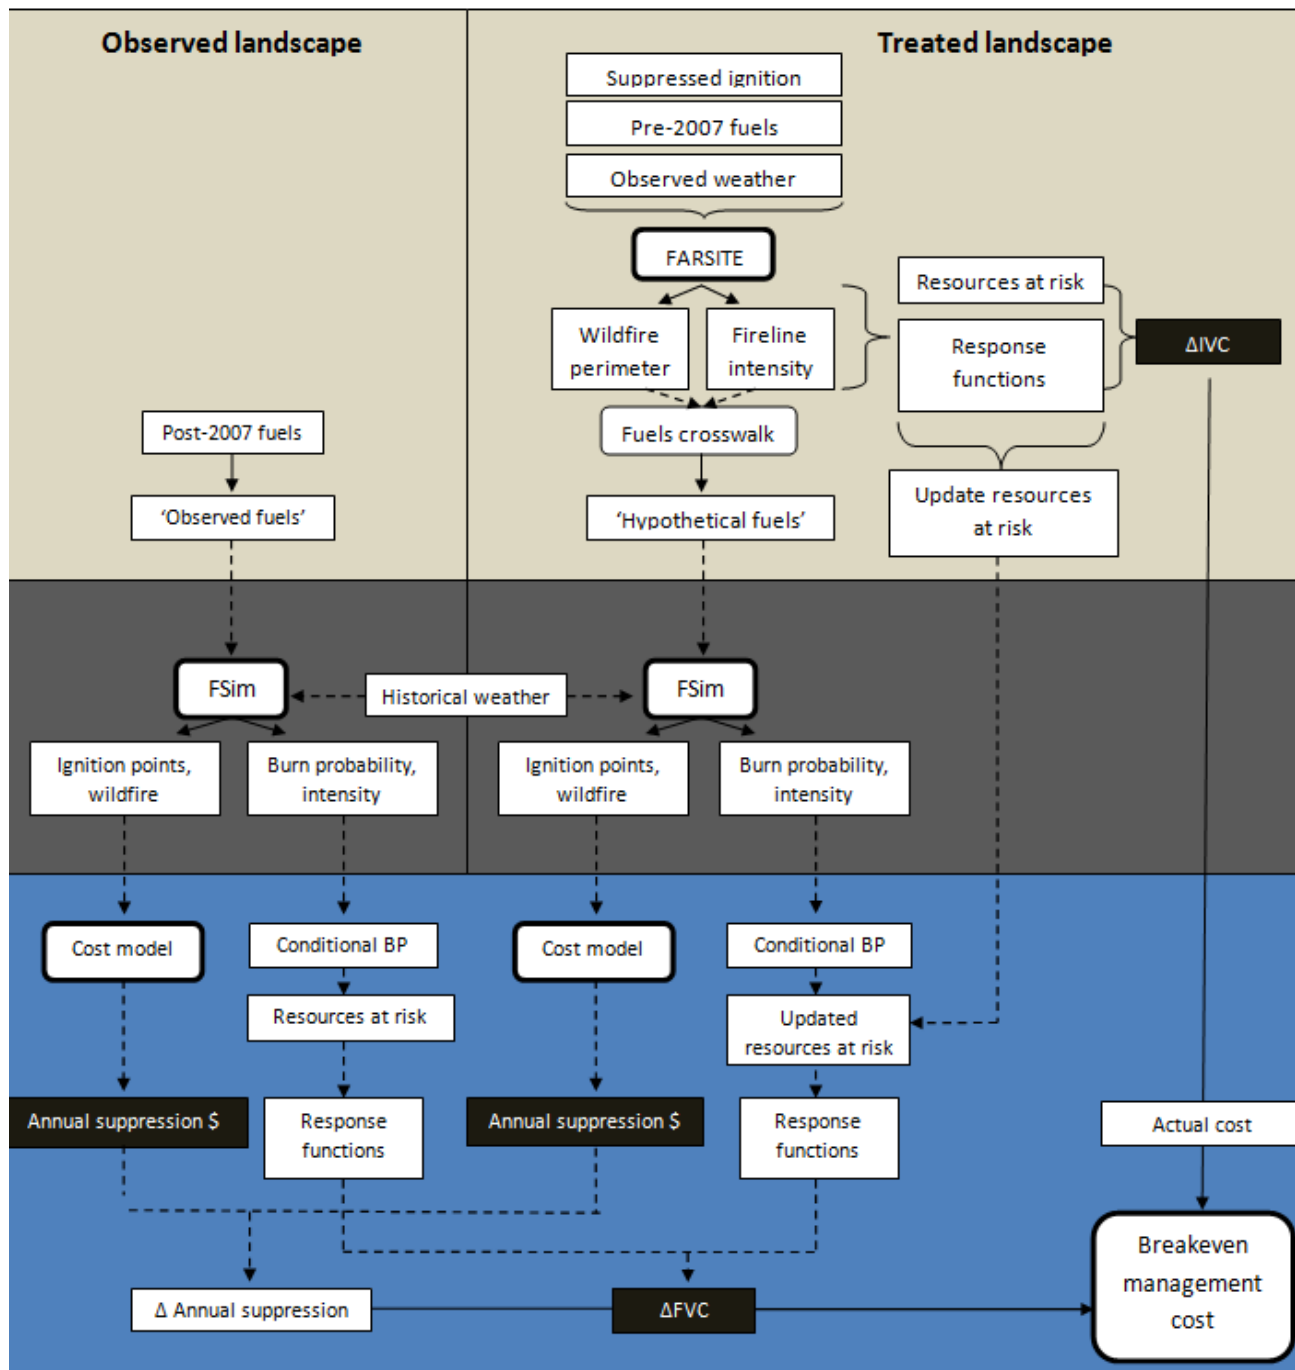 Observed landscape
Treated landscape
Suppressed ignition
Pre-2007 fuels
Observed weather
FARSITE
Wildfire
perimeter
Fireline
intensity
Resources at risk
Response
functions
ΔIVC
Post-2007 fuels
Fuels crosswalk
‘Observed fuels’
‘Hypothetical fuels’
Update resources
at risk
FSim
Historical weather
FSim
Ignition points,
wildfire
Burn probability,
intensity
Ignition points,
wildfire
Burn probability,
intensity
Cost model
Conditional BP
Resources at risk
Cost model
Conditional BP
Updated
resources at risk
Annual suppression $
Response
functions
Annual suppression $
Response
functions
Actual cost
Δ Annual suppression
ΔFVC
Breakeven
management
cost